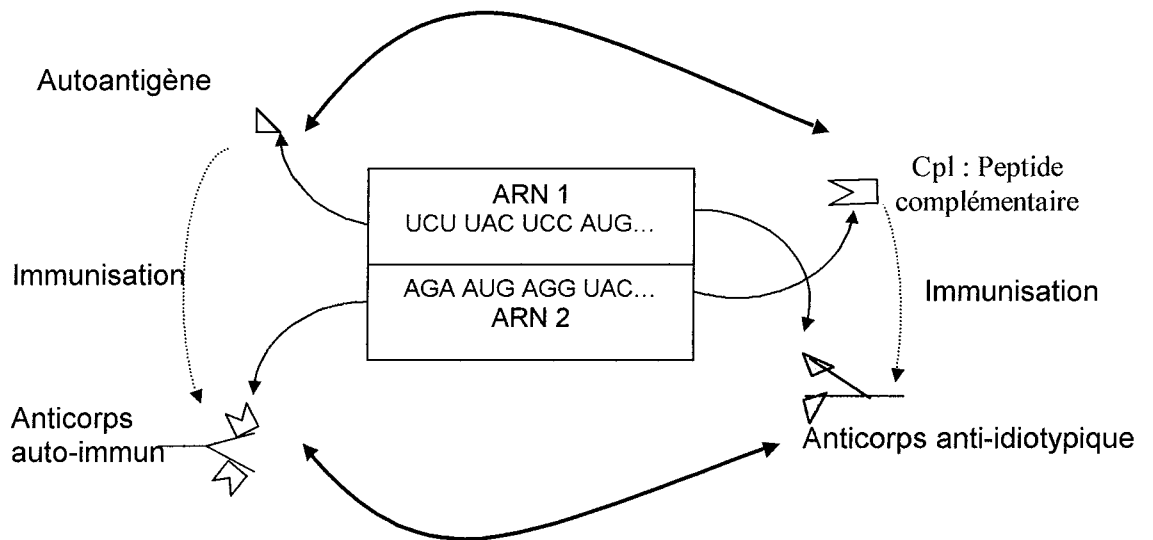 Autoantigène
Cpl : Peptide
complémentaire
ARN 1
UCU UAC UCC AUG...
Immunisation
AGA AUG AGG UAC...
ARN 2
Immunisation
Anticorps
auto-immun
Anticorps anti-idiotypique